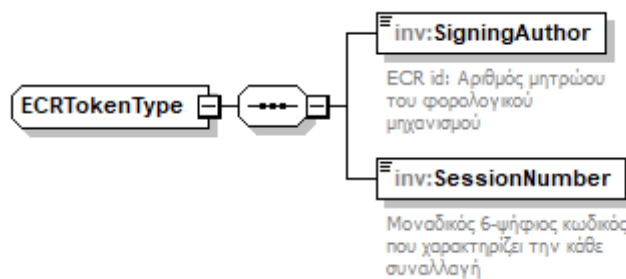 inv:SigningAuthor
ECR id: Αριθμός μητρώου
του φορολογικού
μηχανισμού
ECRTokenType
inv:SessionNumber
Μοναδικός 6-ψήφιος κωδικός
που χαρακτηρίζει την κάθε
συναλλαγή